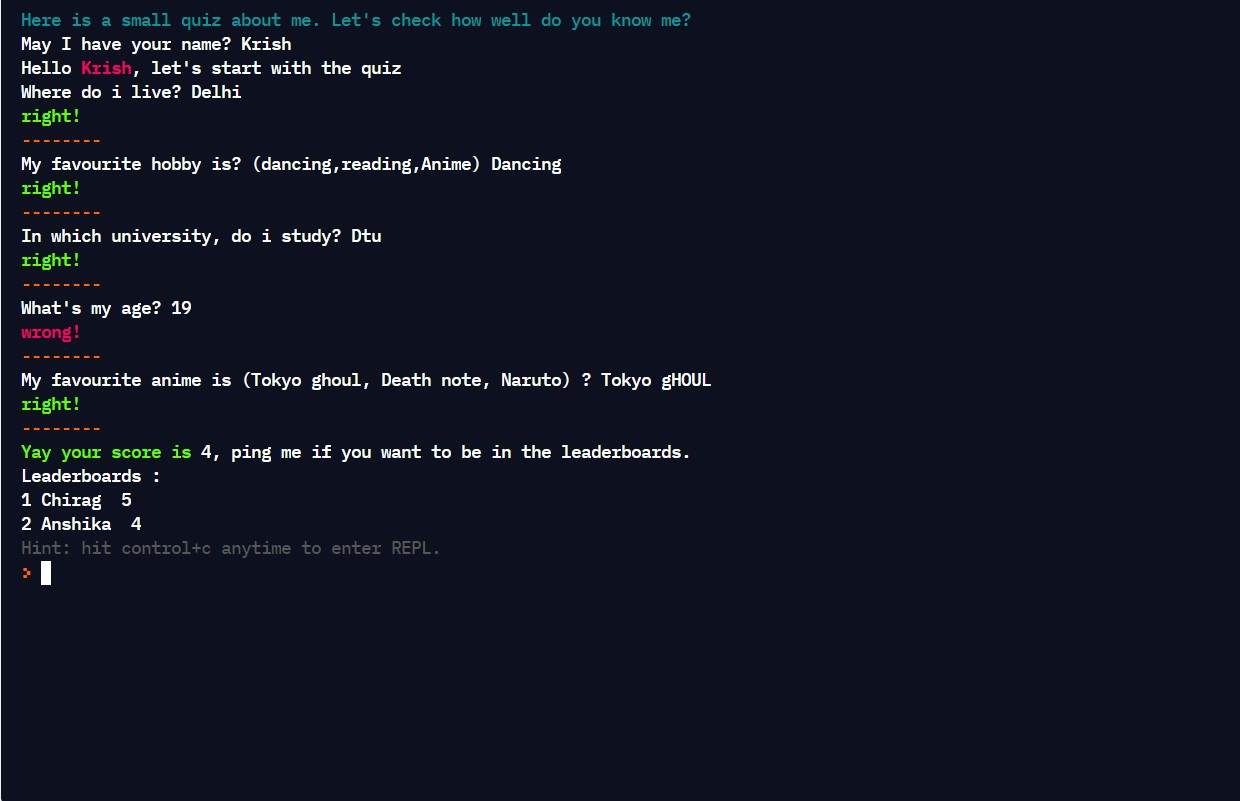 Here is a small quiz about me. Let's check how well do you know me?
May I have your name? Krish
Hello Krish, let's start with the quiz
Where do i live? Delhi
right!
--------
My favourite hobby is? (dancing,reading,Anime) Dancing
right!
--------
In which university, do i study? Dtu
right!
--------
What's my age? 19
wrong!
--------
My favourite anime is (Tokyo ghoul, Death note, Naruto) ? Tokyo gHOUL
right!
--------
Yay your score is 4, ping me if you want to be in the leaderboards.
Leaderboards :
1 Chirag  5
2 Anshika  4
Hint: hit control+c anytime to enter REPL.
>